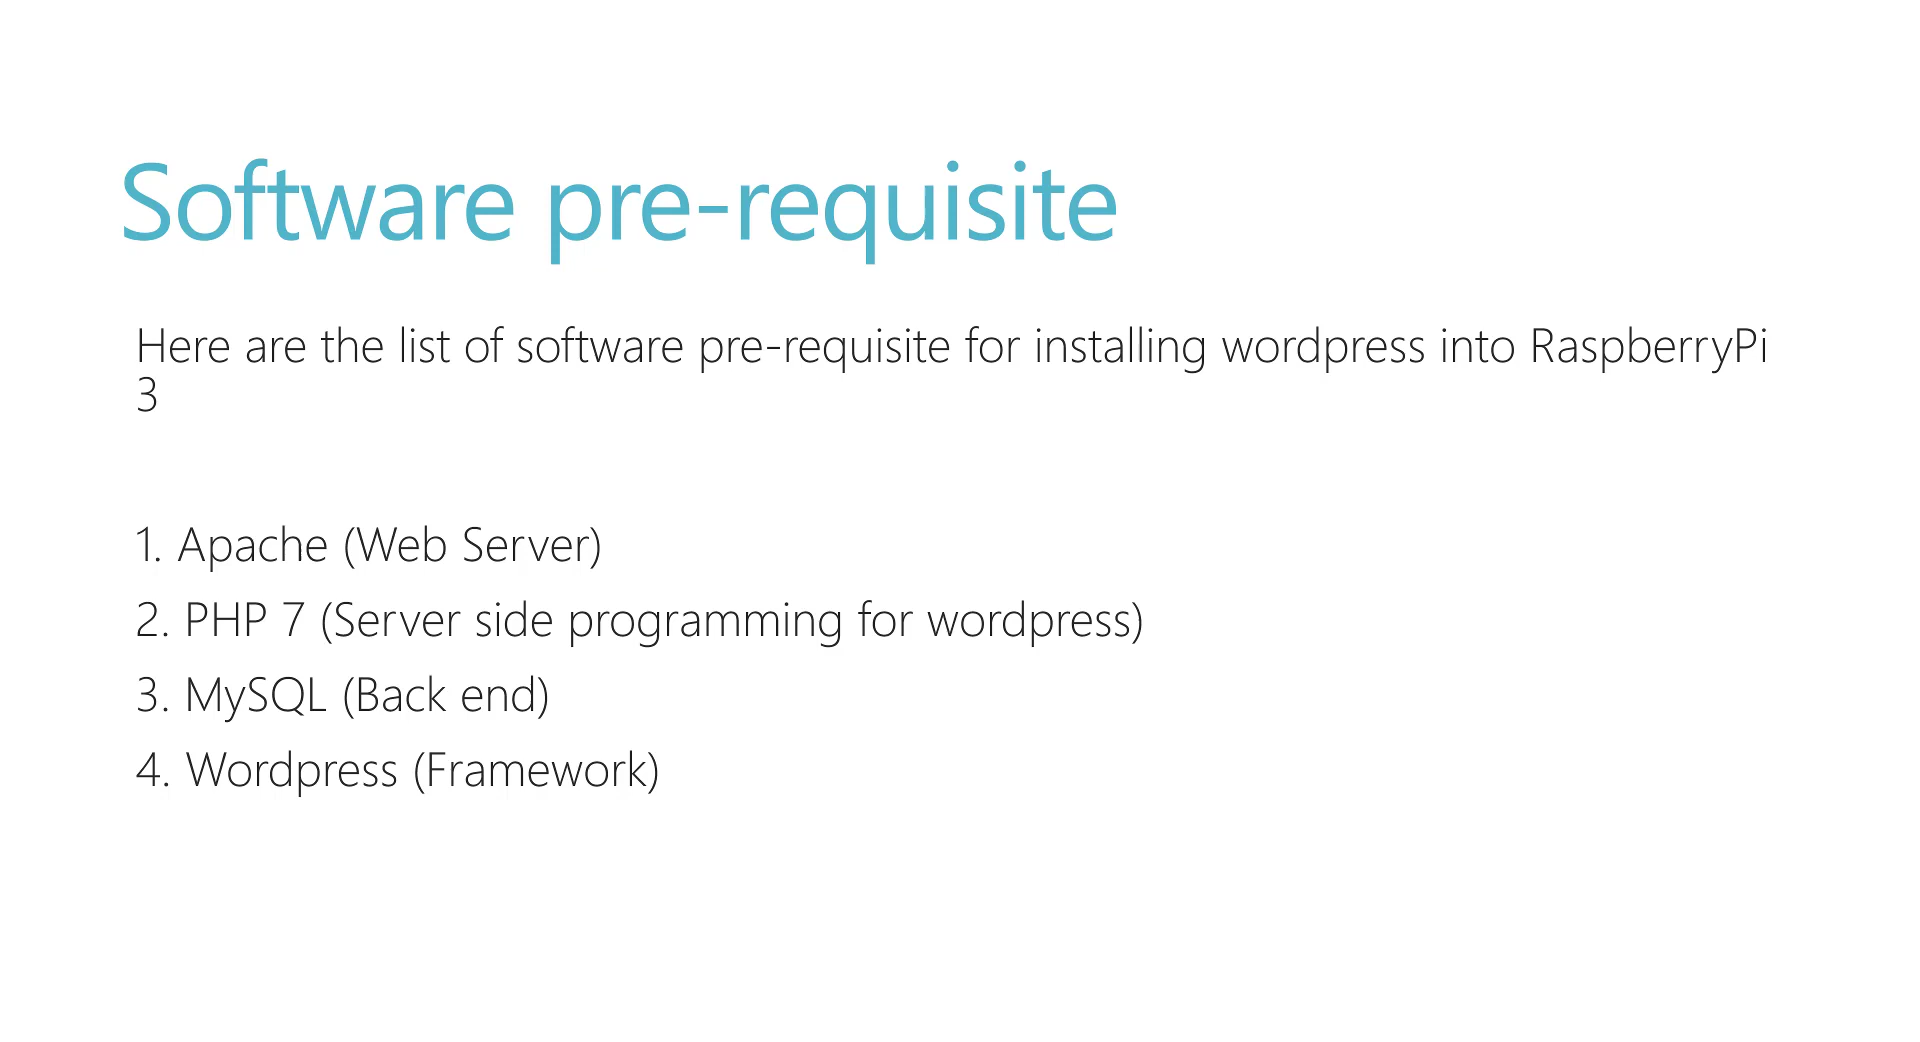 Software pre-requisite
Here are the list of software pre-requisite for installing wordpress into RaspberryPi
3
1. Apache (Web Server)
2. PHP 7 (Server side programming for wordpress)
3. MySQL (Back end)
4. Wordpress (Framework)